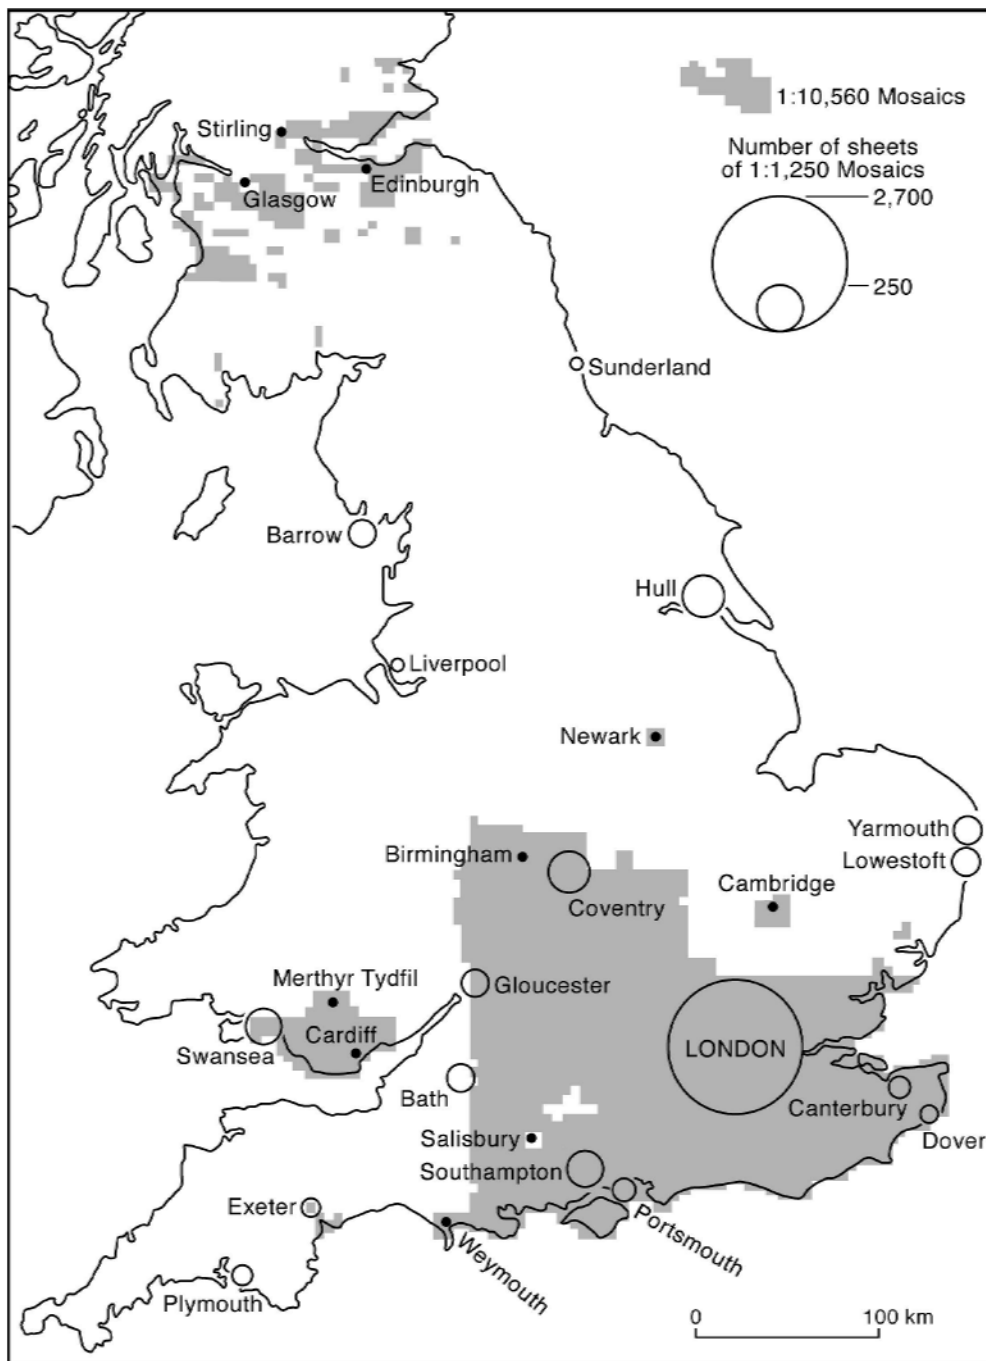 1:10,560 Mosaics
Number of sheets
of 1:1,250 Mosaics
2,700
250
Stirling
Edinburgh
Glasgow
Sunderland
Barrow
Hull
Liverpool
Newark
Yarmouth
Birmingham
Lowestoft
Cambridge
Coventry
Merthyr Tydfil
Gloucester
Cardiff
Swansea
LONDON
Bath
Canterbury
Salisbury
Dover
Southampton
Exeter
Portsmouth
Weymouth
Plymouth
0 100 km